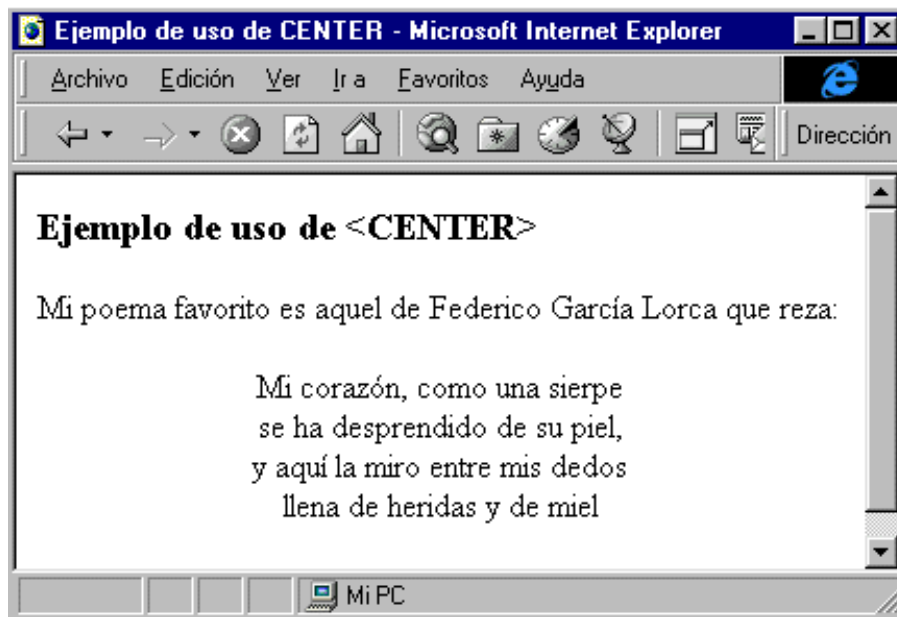 Ejemplo de uso de CENTER - Microsoft Internet Explorer
Archivo Edición Ver Ir a Favoritos Ayuda
Dirección
Ejemplo de uso de <CENTER>
Mi poema favorito es aquel de Federico García Lorca que reza:
Mi corazón, como una sierpe
se ha desprendido de su piel,
y aquí la miro entre mis dedos
llena de heridas y de miel
Mi PC